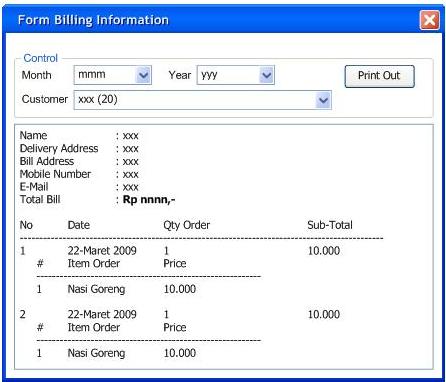 Form Billing Information
Control
Month mmm Year yyy Print Out
Customer xxx (20)
Name : xxx
Delivery Address : xxx
Bill Address : xxx
Mobile Number : xxx
E-Mail : xxx
Total Bill : Rp nnnn,-
No Date Qty Order Sub-Total
1 22-Maret 2009 1 10.000
# Item Order Price
1 Nasi Goreng 10.000
2 22-Maret 2009 1 10.000
# Item Order Price
1 Nasi Goreng 10.000